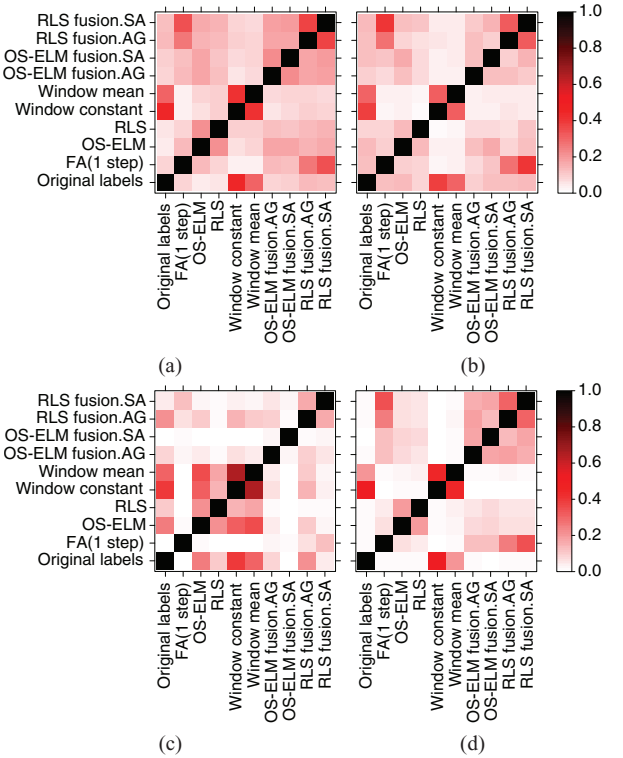 RLS fusion.SA
RLS fusion.AG
OS-ELM fusion.SA
OS-ELM fusion.AG
Window mean
Window constant
RLS
OS-ELM
FA(1 step)
Original labels
1.0
0.8
0.6
0.4
0.2
0.0
Original labels
FA(1 step)
OS-ELM
RLS
Window constant
Window mean
OS-ELM fusion.AG
OS-ELM fusion.SA
RLS fusion.AG
RLS fusion.SA
Original labels
FA(1 step)
OS-ELM
RLS
Window constant
Window mean
OS-ELM fusion.AG
OS-ELM fusion.SA
RLS fusion.AG
RLS fusion.SA
(a)
(b)
RLS fusion.SA
RLS fusion.AG
OS-ELM fusion.SA
OS-ELM fusion.AG
Window mean
Window constant
RLS
OS-ELM
FA(1 step)
Original labels
1.0
0.8
0.6
0.4
0.2
0.0
Original labels
FA(1 step)
OS-ELM
RLS
Window constant
Window mean
OS-ELM fusion.AG
OS-ELM fusion.SA
RLS fusion.AG
RLS fusion.SA
Original labels
FA(1 step)
OS-ELM
RLS
Window constant
Window mean
OS-ELM fusion.AG
OS-ELM fusion.SA
RLS fusion.AG
RLS fusion.SA
(c)
(d)